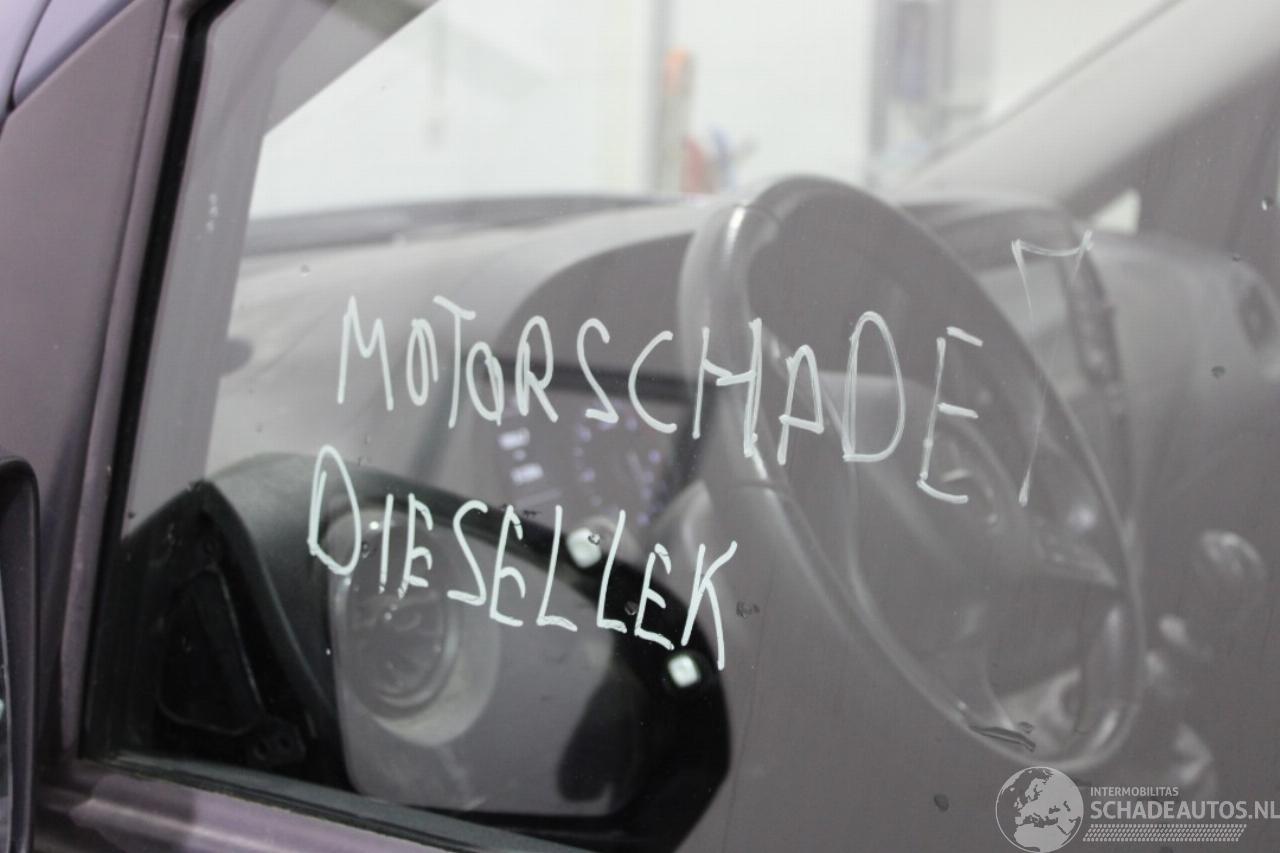 MOTORSCHADE
DIESELLEK
INTERMOBILITAS
SCHADEAUTOS.NL